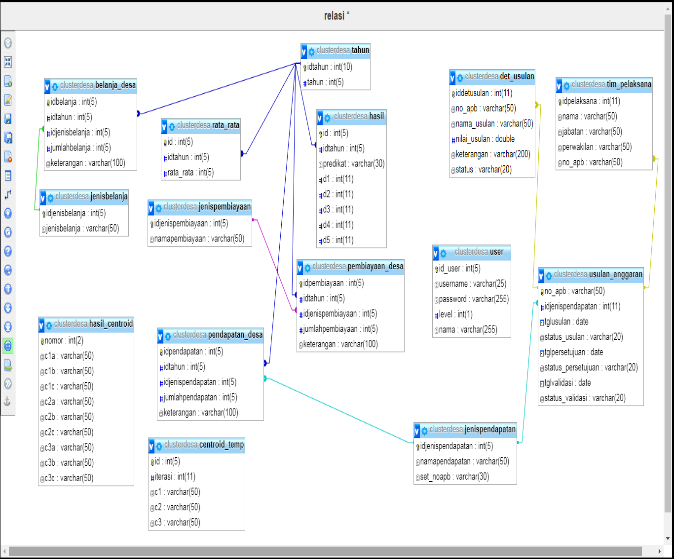 relasi *
clusterdesa tahun
idtahun : int(10)
tahun : int(5)
clusterdesa belanja_desa
idbelanja : int(5)
idtahun : int(5)
idjenisbelanja : int(5)
jumlahbelanja : int(5)
keterangan : varchar(100)
clusterdesa rata_rata
id : int(5)
idtahun : int(5)
rata_rata : int(5)
clusterdesa hasil
id : int(5)
idtahun : int(5)
predikat : varchar(30)
d1 : int(11)
d2 : int(11)
d3 : int(11)
d4 : int(11)
d5 : int(11)
clusterdesa det_usulan
iddetusulan : int(11)
no_apb : varchar(50)
nama_usulan : varchar(50)
nilai_usulan : double
keterangan : varchar(200)
status : varchar(20)
clusterdesa tim_pelaksana
idpelaksana : int(11)
nama : varchar(50)
jabatan : varchar(50)
perwakilan : varchar(50)
no_apb : varchar(50)
clusterdesa jenisbelanja
idjenisbelanja : int(5)
jenisbelanja : varchar(50)
clusterdesa jenispembiayaan
idjenispembiayaan : int(5)
namapembiayaan : varchar(50)
clusterdesa pembiayaan_desa
idpembiayaan : int(5)
idtahun : int(5)
idjenispembiayaan : int(5)
jumlahpembiayaan : int(5)
keterangan : varchar(100)
clusterdesa user
id_user : int(5)
username : varchar(25)
password : varchar(255)
level : int(1)
nama : varchar(255)
clusterdesa usulan_anggaran
no_apb : varchar(50)
idjenispendapatan : int(11)
tglusulan : date
status_usulan : varchar(20)
tglpersetujuan : date
status_persetujuan : varchar(20)
tglvalidasi : date
status_validasi : varchar(20)
clusterdesa hasil_centroid
nomor : int(2)
c1a : varchar(50)
c1b : varchar(50)
c1c : varchar(50)
c2a : varchar(50)
c2b : varchar(50)
c2c : varchar(50)
c3a : varchar(50)
c3b : varchar(50)
c3c : varchar(50)
clusterdesa pendapatan_desa
idpendapatan : int(5)
idtahun : int(5)
idjenispendapatan : int(5)
jumlahpendapatan : int(5)
keterangan : varchar(100)
clusterdesa centroid_temp
id : int(5)
iterasi : int(11)
c1 : varchar(50)
c2 : varchar(50)
c3 : varchar(50)
clusterdesa jenispendapatan
idjenispendapatan : int(5)
namapendapatan : varchar(50)
set_noapb : varchar(30)